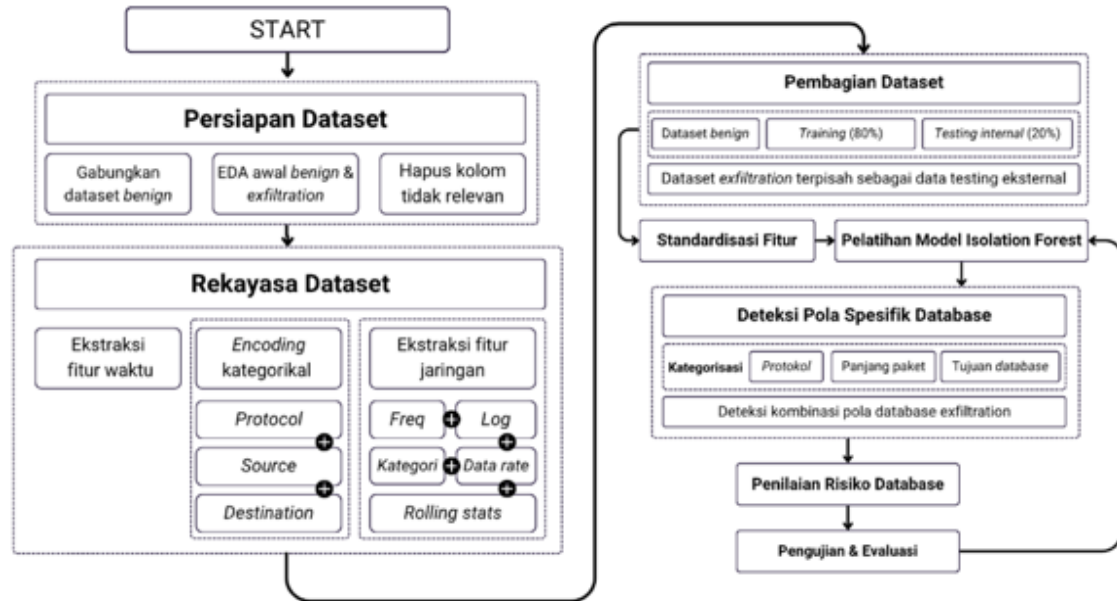 START
Persiapan Dataset
Gabungkan
dataset benign
EDA awal benign &
exfiltration
Hapus kolom
tidak relevan
Rekayasa Dataset
Ekstraksi
fitur waktu
Encoding
kategorikal
Protocol
Source
Destination
Ekstraksi fitur
jaringan
Freq
Log
Kategori
Data rate
Rolling stats
Pembagian Dataset
Dataset benign
Training (80%)
Testing internal (20%)
Dataset exfiltration terpisah sebagai data testing eksternal
Standardisasi Fitur
Pelatihan Model Isolation Forest
Deteksi Pola Spesifik Database
Kategorisasi
Protokol
Panjang paket
Tujuan database
Deteksi kombinasi pola database exfiltration
Penilaian Risiko Database
Pengujian & Evaluasi